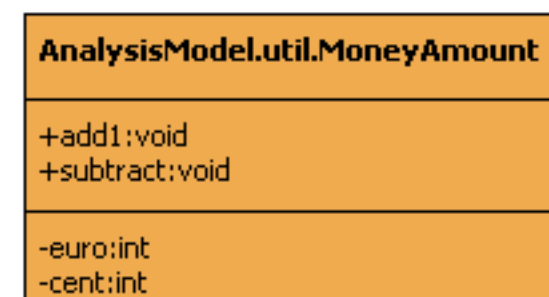 AnalysisModel.util.MoneyAmount
+add1:void
+subtract:void
-euro:int
-cent:int